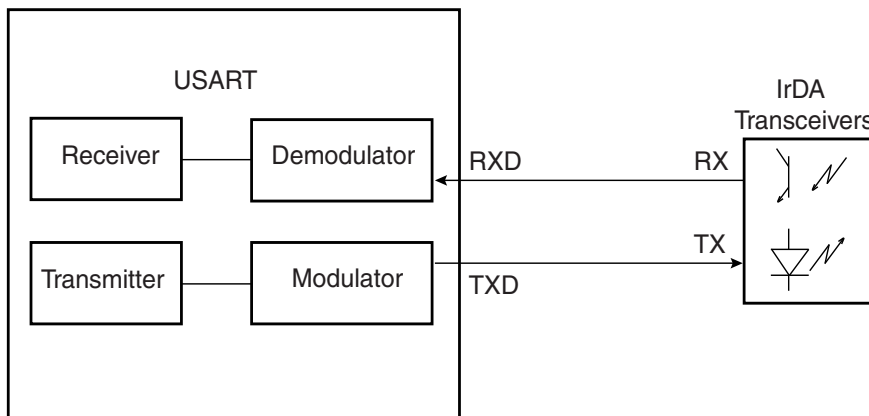 USART
IrDA
Transceivers
Receiver
Demodulator
RXD
RX
Transmitter
Modulator
TX
TXD